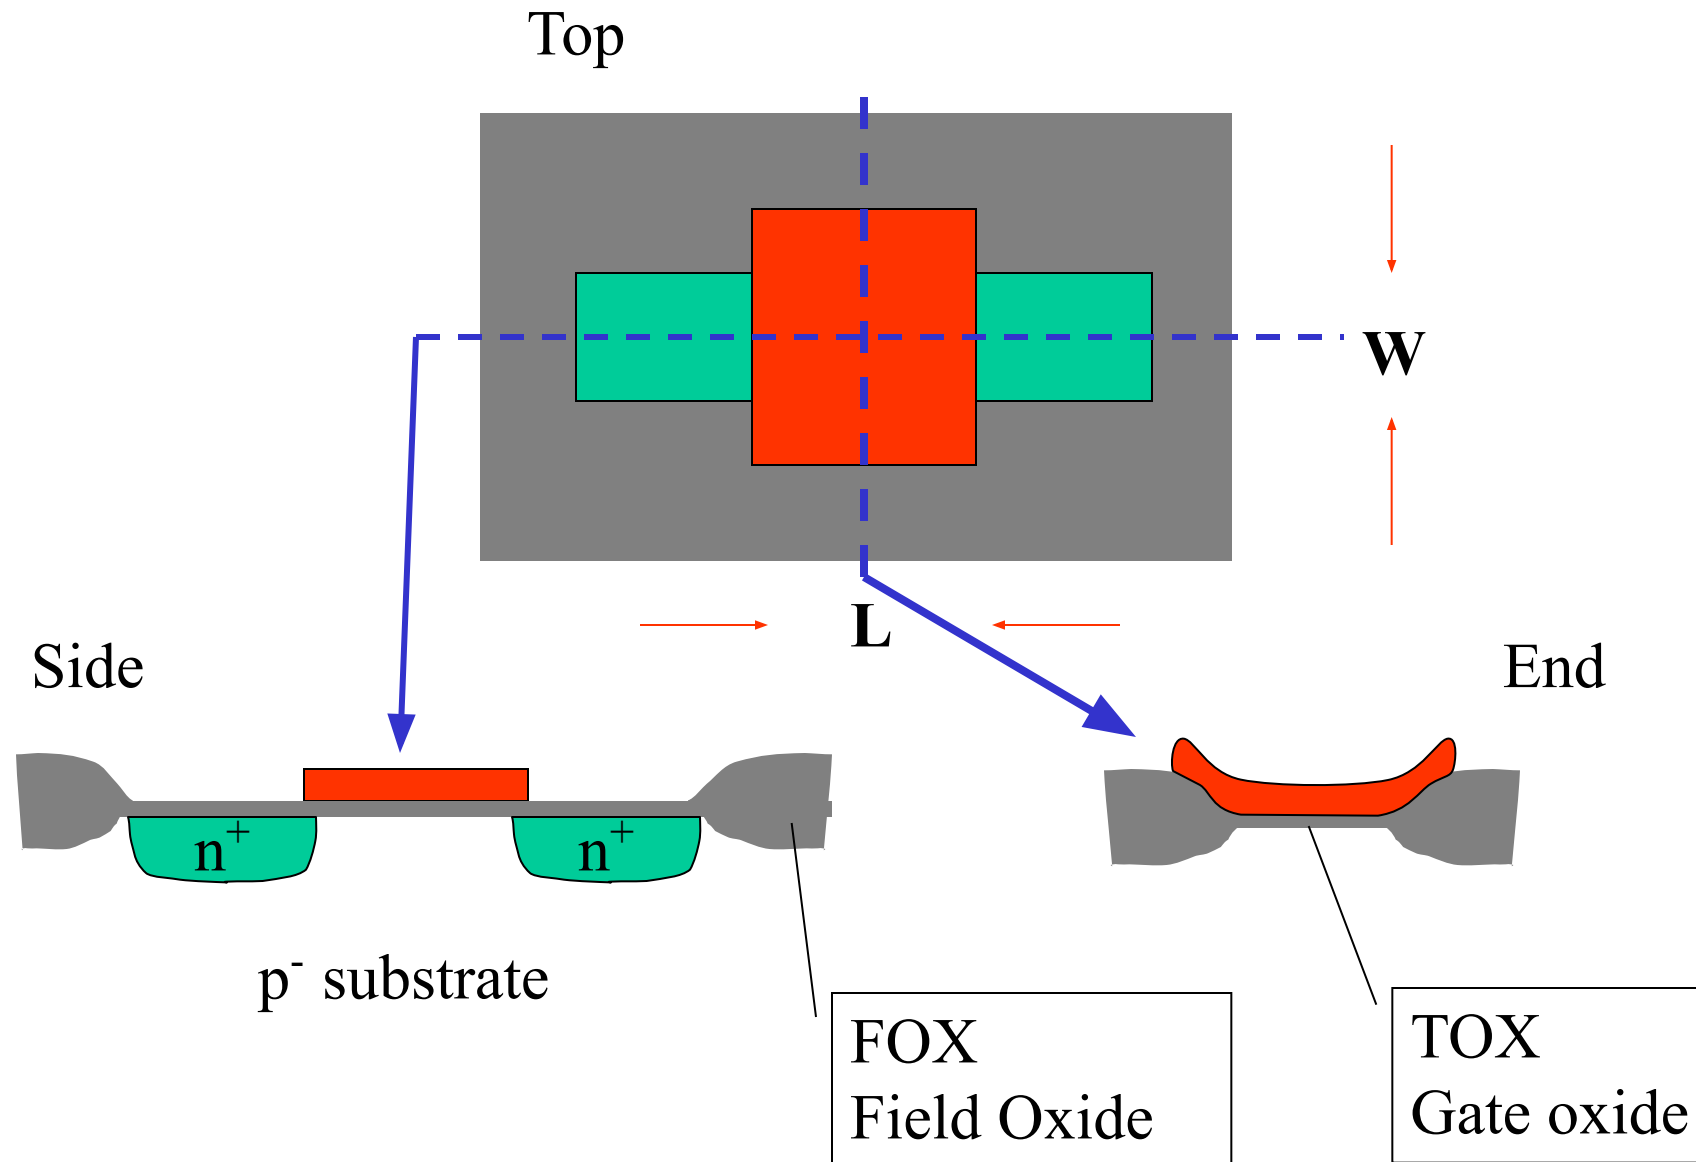 Top
W
L
Side
End
n+
n+
p- substrate
FOX
Field Oxide
TOX
Gate oxide